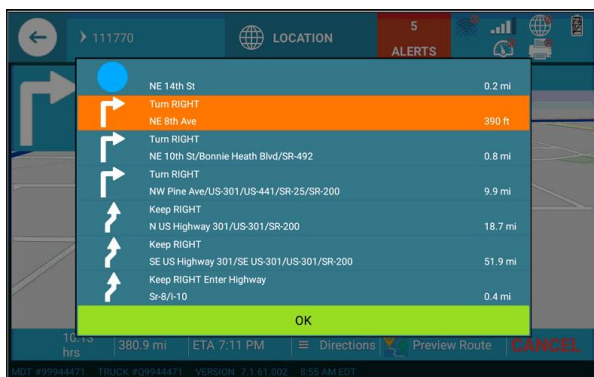 111770
LOCATION
5
ALERTS
NE 14th St
0.2 mi
Turn RIGHT
NE 8th Ave
390 ft
Turn RIGHT
NE 10th St/Bonnie Heath Blvd/SR-492
0.8 mi
Turn RIGHT
NW Pine Ave/US-301/US-441/SR-25/SR-200
9.9 mi
Keep RIGHT
N US Highway 301/US-301/SR-200
18.7 mi
Keep RIGHT
SE US Highway 301/SE US-301/US-301/SR-200
51.9 mi
Keep RIGHT Enter Highway
Sr-8/I-10
0.4 mi
OK
hrs
380.9 mi
ETA 7:11 PM
Directions
Preview Route
CANCEL
MDT #99944471 TRUCK #Q9944471 VERSION 7.1.61.002 8:55 AM EDT